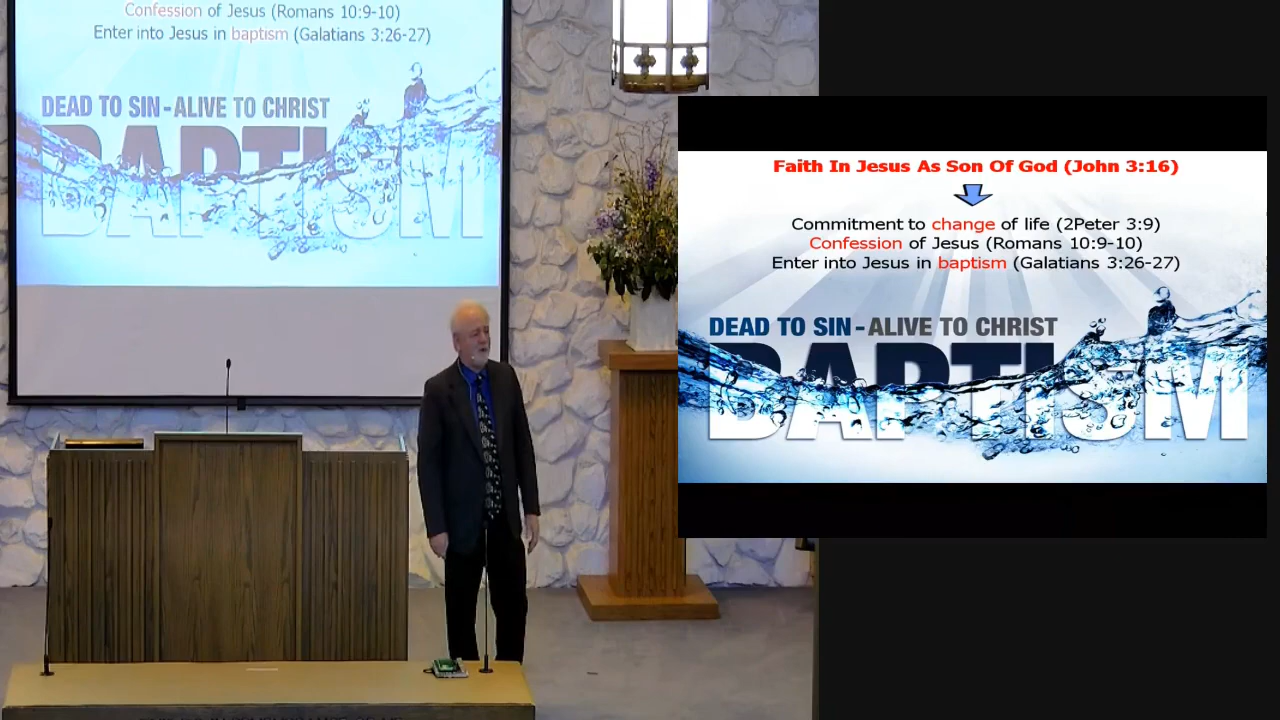 Confession of Jesus (Romans 10:9-10)
Enter into Jesus in baptism (Galatians 3:26-27)
DEAD TO SIN - ALIVE TO CHRIST
BAPTISM
Faith In Jesus As Son Of God (John 3:16)
Commitment to change of life (2Peter 3:9)
Confession of Jesus (Romans 10:9-10)
Enter into Jesus in baptism (Galatians 3:26-27)
DEAD TO SIN - ALIVE TO CHRIST
BAPTISM